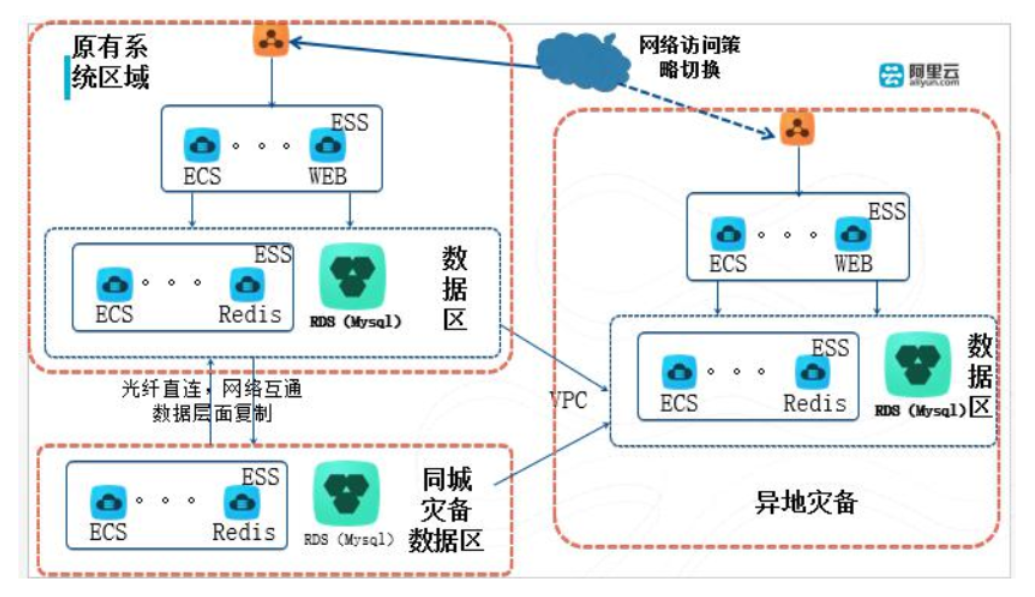 原有系
统区域
网络访问策
略切换
阿里云
aliyun.com
ESS
ECS
WEB
ESS
ECS
Redis
RDS (Mysql)
数
据
区
光纤直连，网络互通
数据层面复制
ESS
ECS
Redis
RDS (Mysql)
同城
灾备
数据区
VPC
ESS
ECS
WEB
ESS
ECS
Redis
RDS (Mysql)
数
据
区
异地灾备